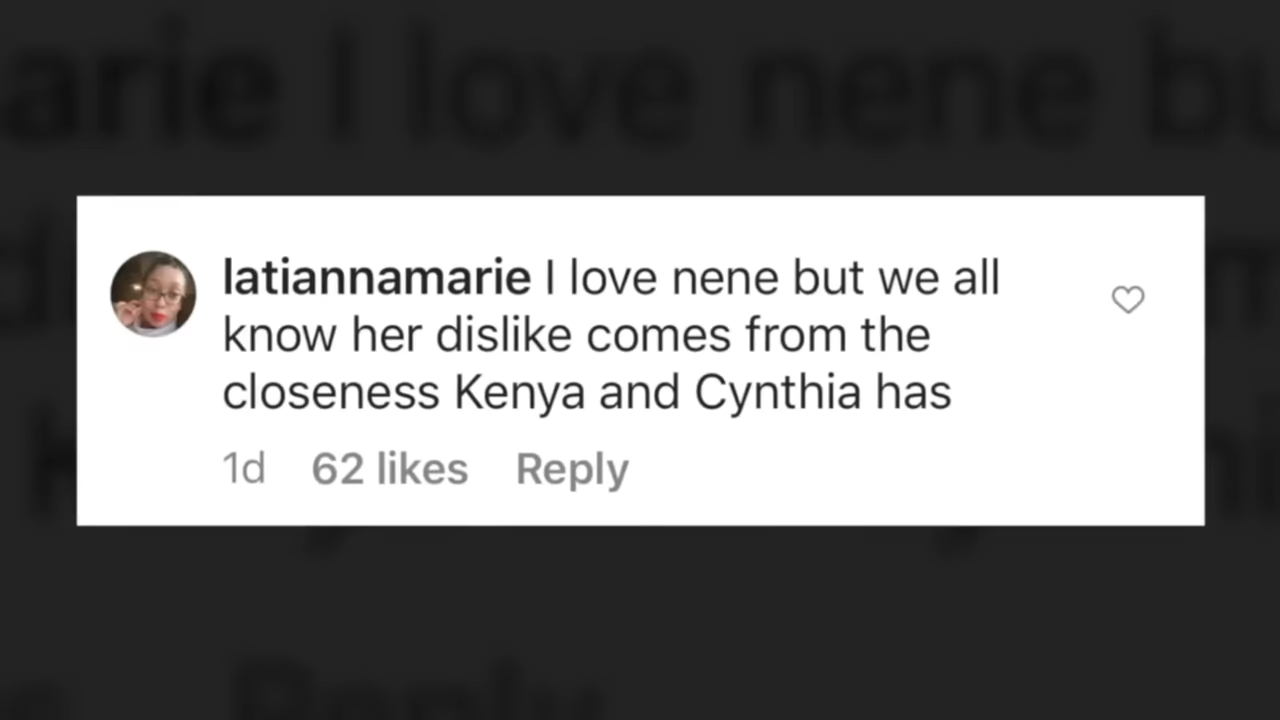 latiannamarie I love nene but we all
know her dislike comes from the
closeness Kenya and Cynthia has
1d 62 likes Reply